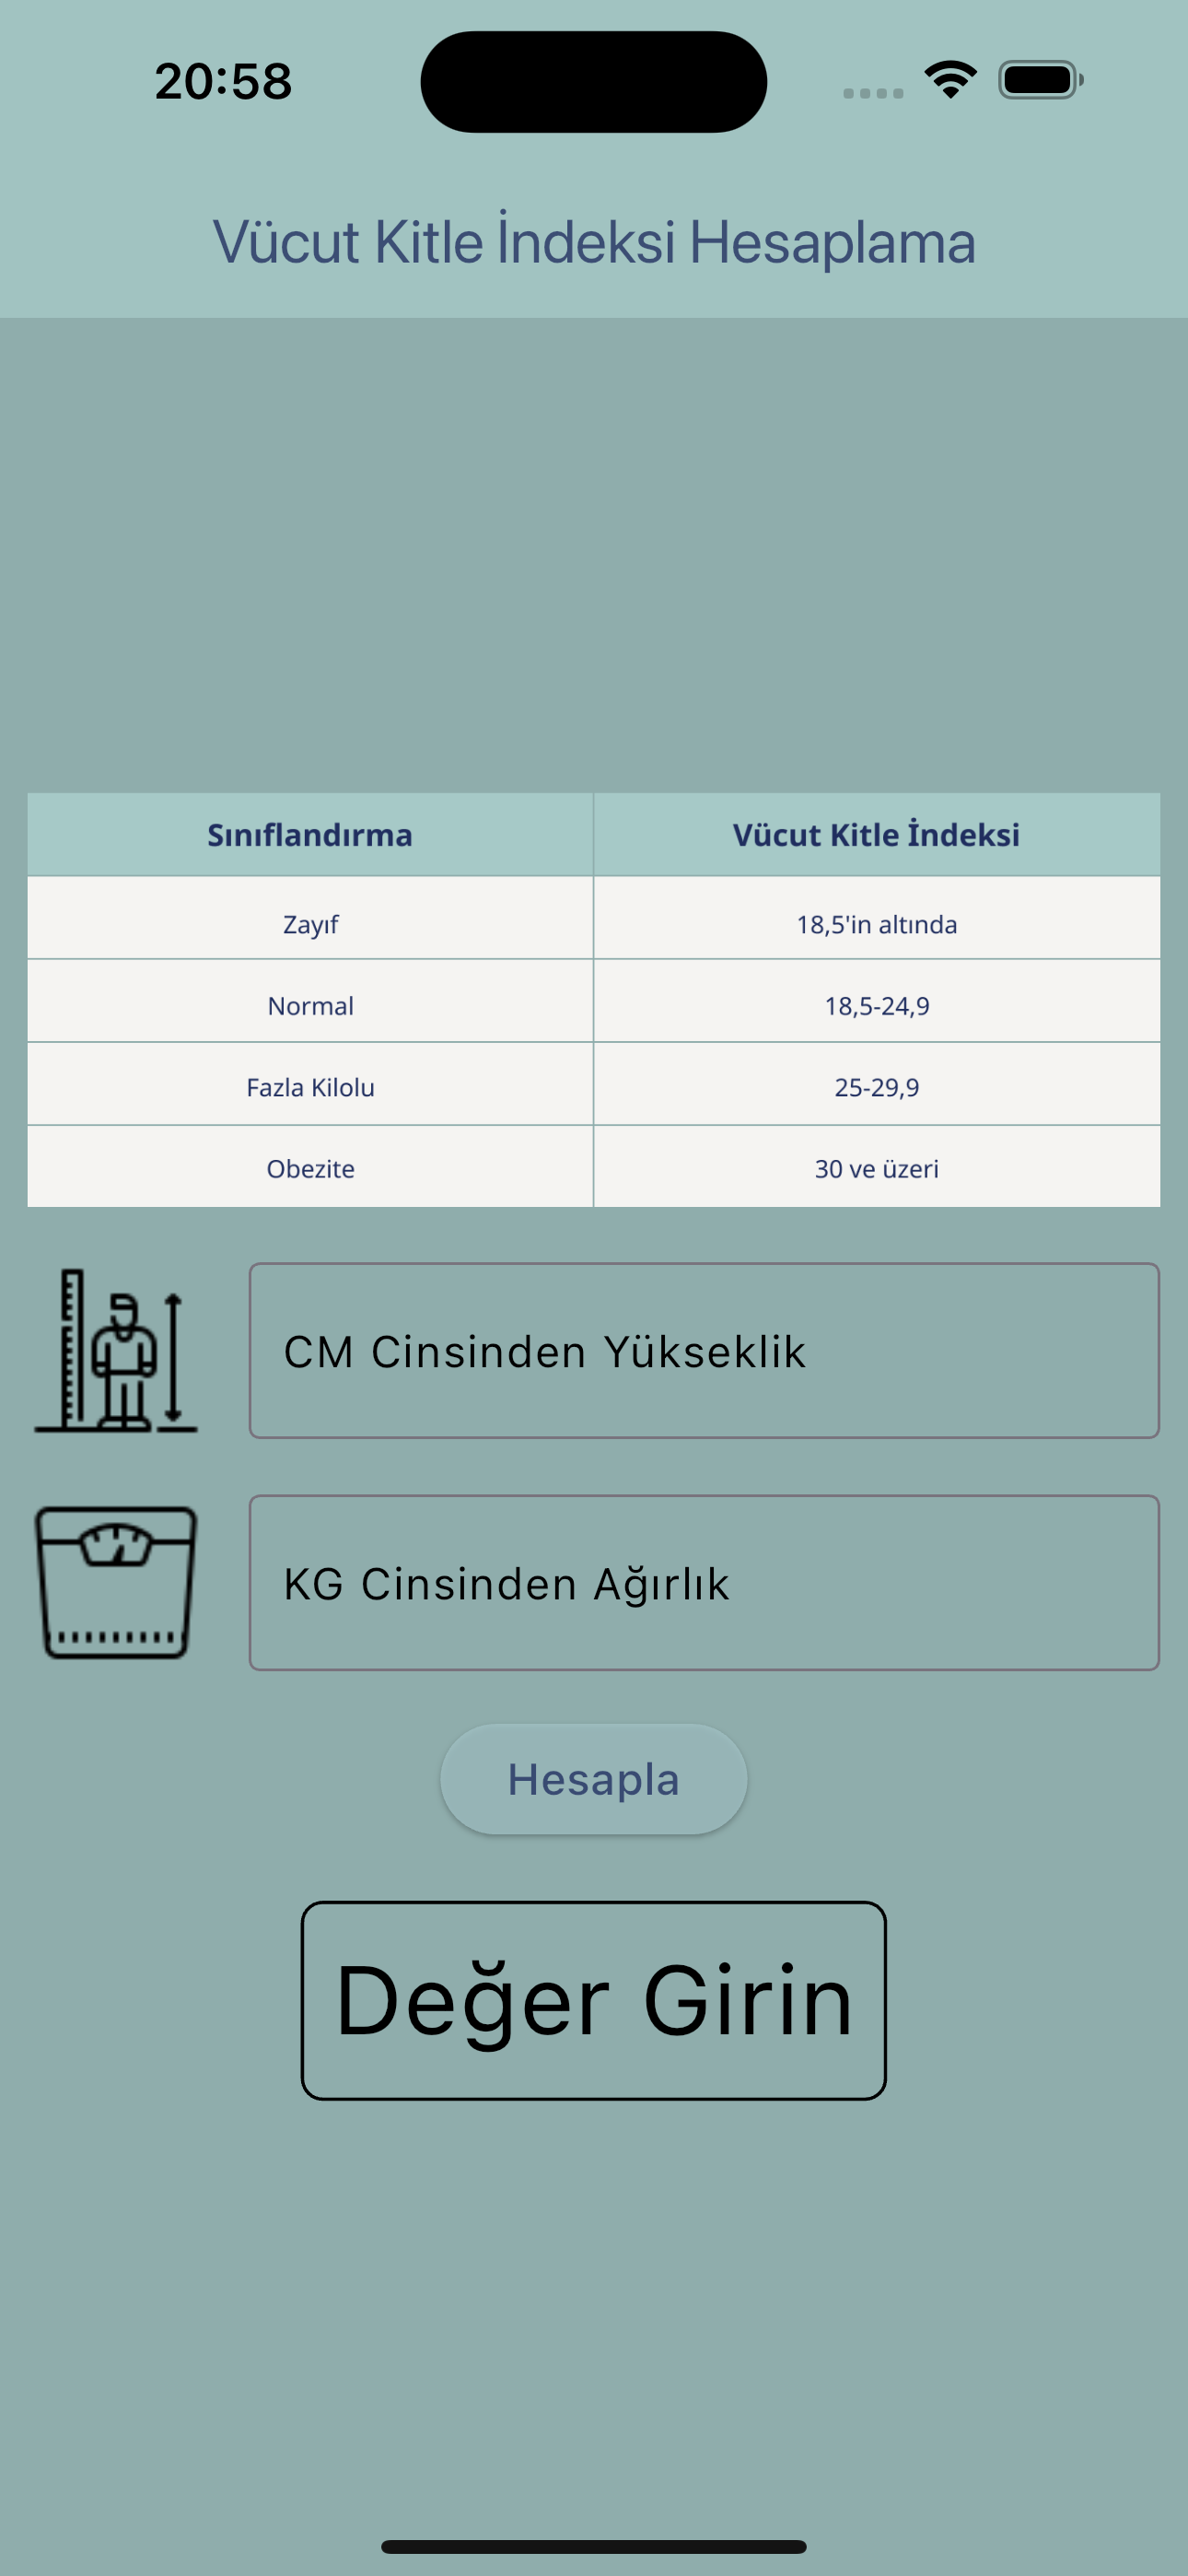 20:58
Vücut Kitle İndeksi Hesaplama
Sınıflandırma Vücut Kitle İndeksi
Zayıf 18,5'in altında
Normal 18,5-24,9
Fazla Kilolu 25-29,9
Obezite 30 ve üzeri
CM Cinsinden Yükseklik
KG Cinsinden Ağırlık
Hesapla
Değer Girin